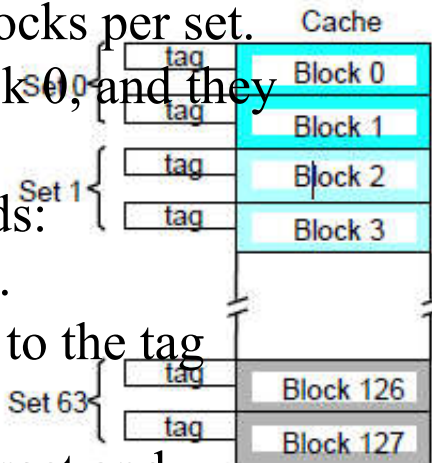 Cache
ocks per set.
tag
Block 0
Set 0
k 0, and they
tag
Block 1
tag
Block 2
Set 1
ds:
tag
Block 3
.
to the tag
tag
Block 126
Set 63
tag
Block 127